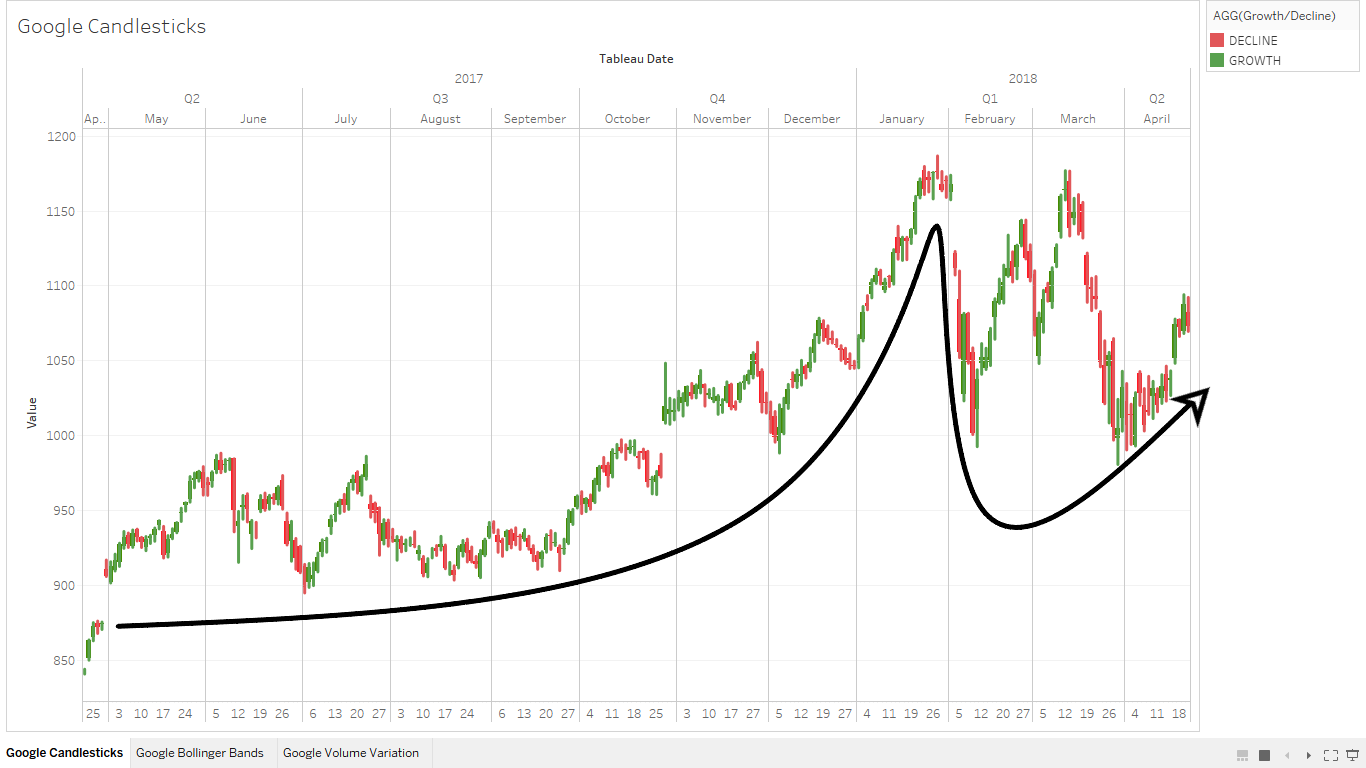 Google Candlesticks
AGG(Growth/Decline)
DECLINE
GROWTH
Tableau Date
2017 2018
Q2 Q3 Q4 Q1 Q2
Ap.. May June July August September October November December January February March April
1200
1150
1100
1050
1000
950
900
850
Value
25 3 10 17 24 5 12 19 26 6 13 20 27 3 10 17 24 6 13 20 27 4 11 18 25 3 10 17 24 5 12 19 27 4 11 19 26 5 12 20 27 5 12 19 26 4 11 18
Google Candlesticks Google Bollinger Bands Google Volume Variation